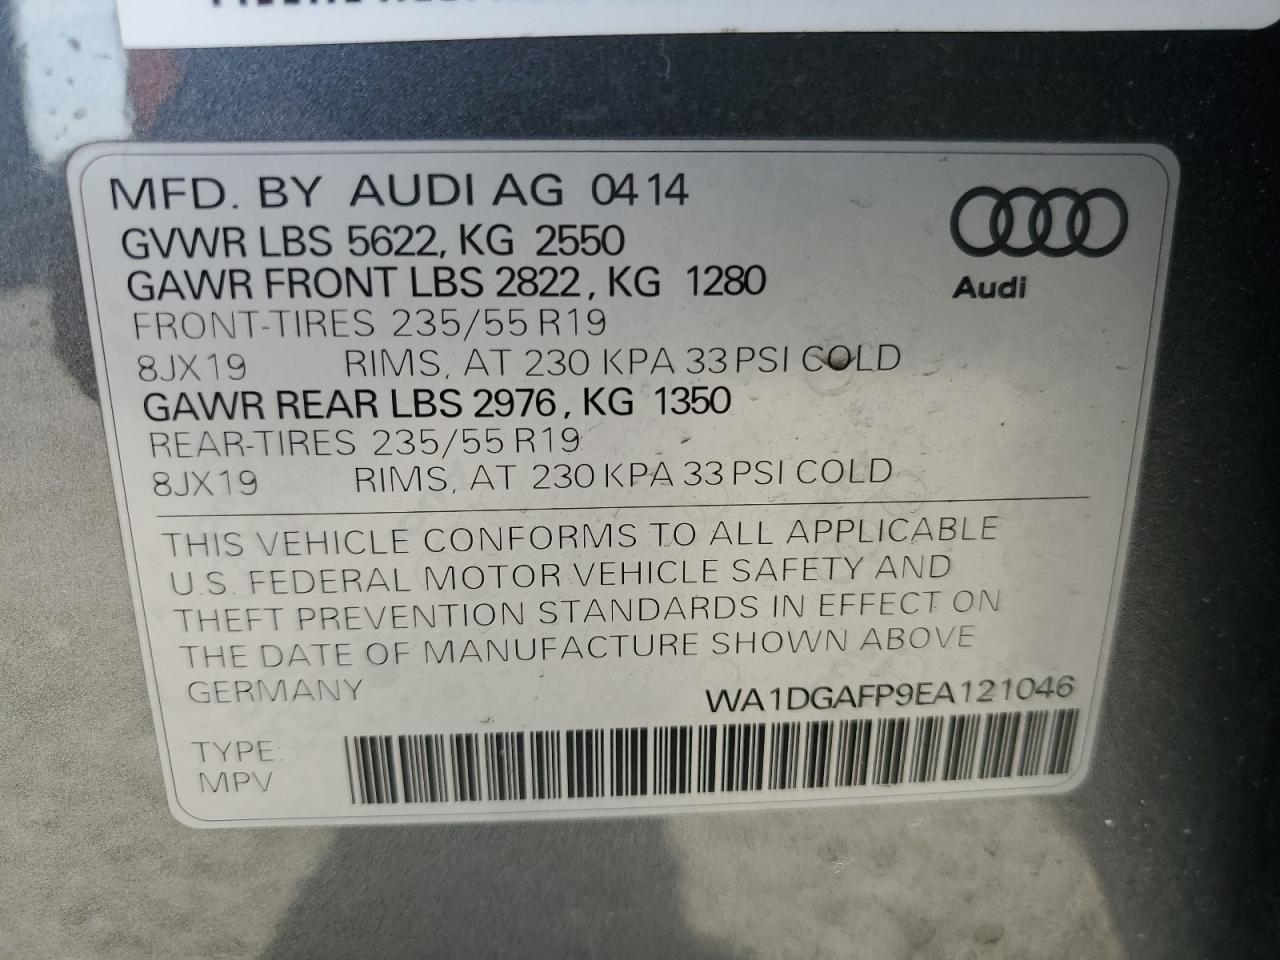 MFD. BY AUDI AG 0414
GVWR LBS 5622, KG 2550
GAWR FRONT LBS 2822, KG 1280
FRONT-TIRES 235/55 R19
8JX19 RIMS, AT 230 KPA 33 PSI COLD
GAWR REAR LBS 2976, KG 1350
REAR-TIRES 235/55 R19
8JX19 RIMS, AT 230 KPA 33 PSI COLD
Audi
THIS VEHICLE CONFORMS TO ALL APPLICABLE
U.S. FEDERAL MOTOR VEHICLE SAFETY AND
THEFT PREVENTION STANDARDS IN EFFECT ON
THE DATE OF MANUFACTURE SHOWN ABOVE
GERMANY WA1DGAFP9EA121046
TYPE:
MPV